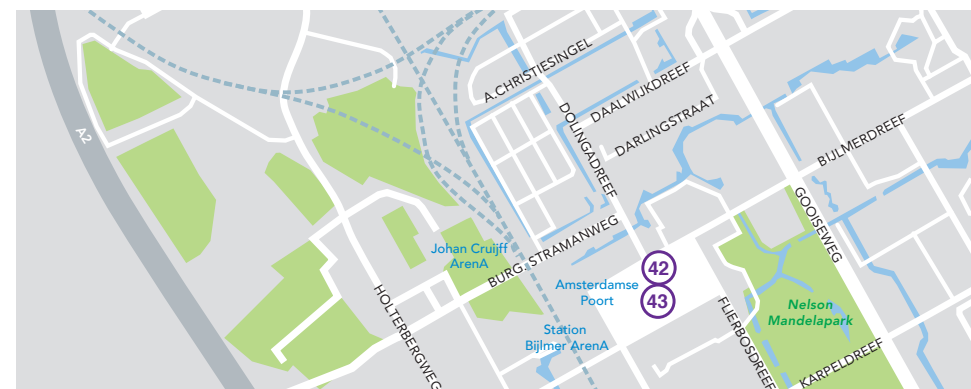 A.CHRISTIESINGEL
DAALWIJKDREEF
DOLINGADREEF
DARLINGSTRAAT
A2
BIJLMERDREEF
GOOISEWEG
Johan Cruijff
ArenA
BURG. STRAMANWEG
42
Amsterdamse
Poort
43
HOLTERBERGWEG
FLIERBOSDREEF
Nelson
Mandelapark
Station
Bijlmer ArenA
KARPELDREEF